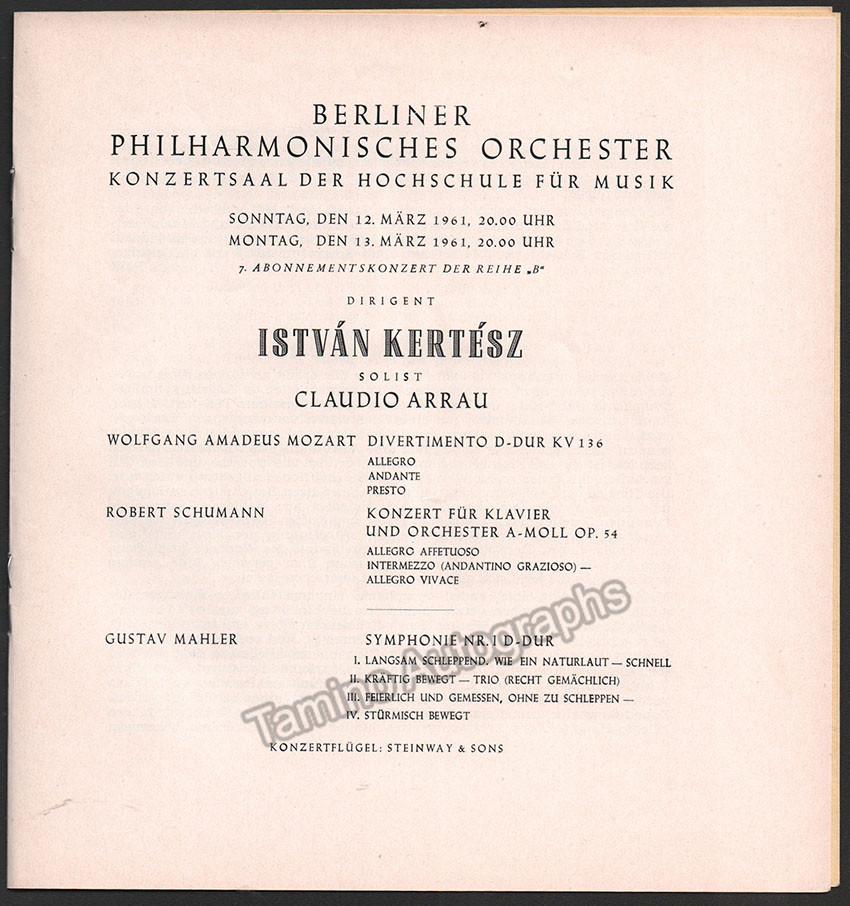 BERLINER
PHILHARMONISCHES ORCHESTER
KONZERTSAAL DER HOCHSCHULE FÜR MUSIK
SONNTAG, DEN 12. MÄRZ 1961, 20.00 UHR
MONTAG, DEN 13. MÄRZ 1961, 20.00 UHR
7. ABONNEMENTSKONZERT DER REIHE „B“
DIRIGENT
ISTVÁN KERTÉSZ
SOLIST
CLAUDIO ARRAU
WOLFGANG AMADEUS MOZART DIVERTIMENTO D-DUR KV 136
ALLEGRO
ANDANTE
PRESTO
ROBERT SCHUMANN KONZERT FÜR KLAVIER
UND ORCHESTER A-MOLL OP. 54
ALLEGRO AFFETUOSO
INTERMEZZO (ANDANTINO GRAZIOSO) —
ALLEGRO VIVACE
GUSTAV MAHLER SYMPHONIE NR. I D-DUR
I. LANGSAM SCHLEPPEND. WIE EIN NATURLAUT — SCHNELL
II. KRÄFTIG BEWEGT — TRIO (RECHT GEMÄCHLICH)
III. FEIERLICH UND GEMESSEN, OHNE ZU SCHLEPPEN —
IV. STÜRMISCH BEWEGT
KONZERTFLÜGEL: STEINWAY & SONS
Tamino Autographs